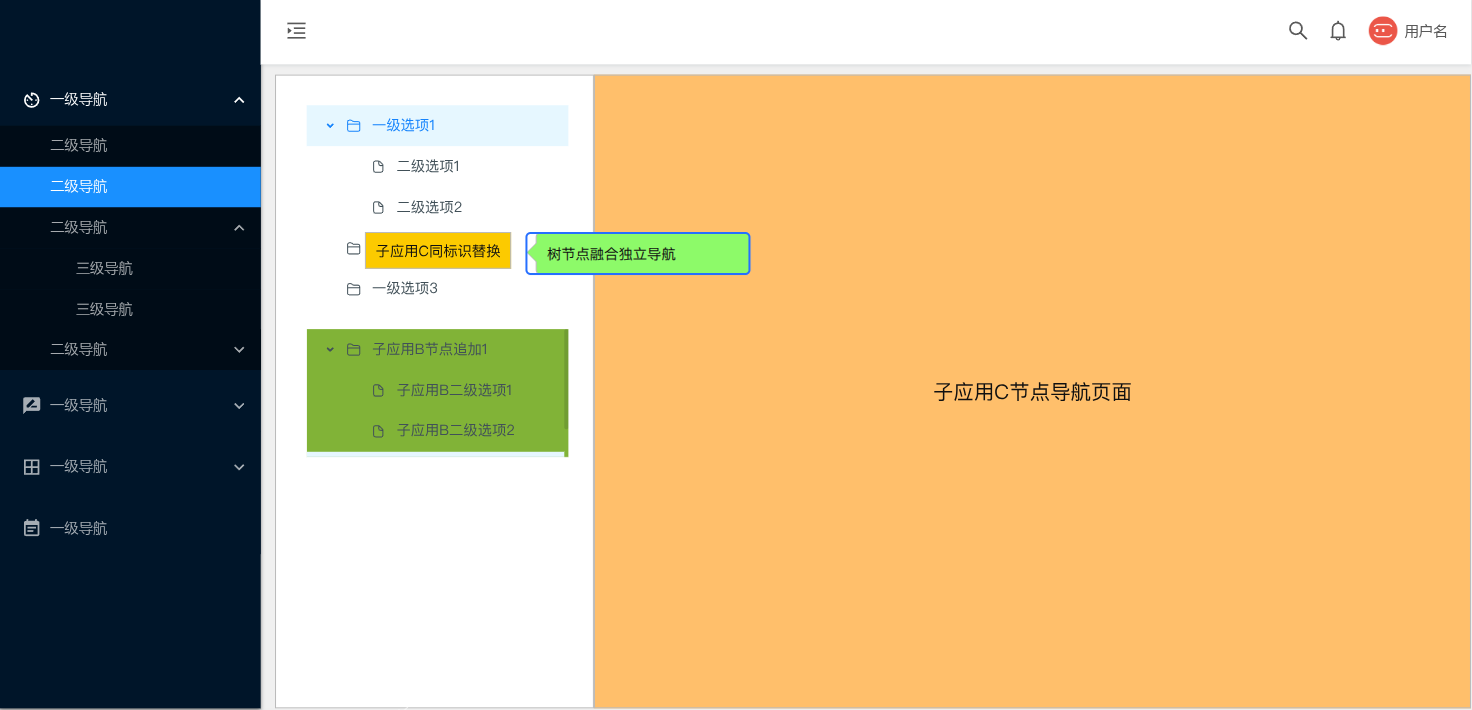 用户名
一级导航
二级导航
二级导航
二级导航
三级导航
三级导航
二级导航
一级导航
一级导航
一级导航
一级选项1
二级选项1
二级选项2
子应用C同标识替换
树节点融合独立导航
一级选项3
子应用B节点追加1
子应用B二级选项1
子应用B二级选项2
子应用C节点导航页面